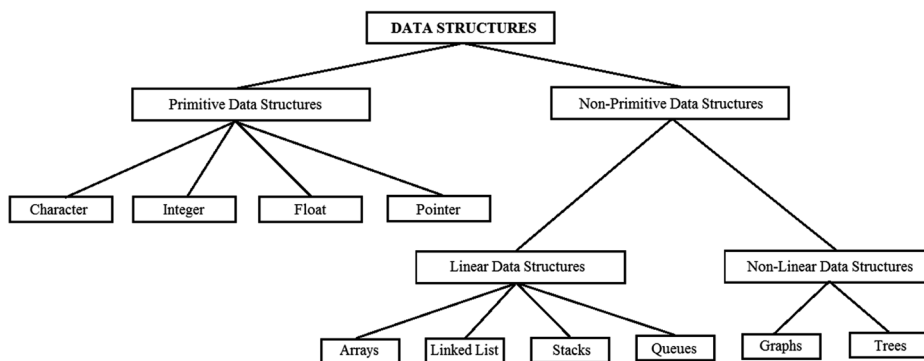 DATA STRUCTURES
Primitive Data Structures
Non-Primitive Data Structures
Character
Integer
Float
Pointer
Linear Data Structures
Non-Linear Data Structures
Arrays
Linked List
Stacks
Queues
Graphs
Trees